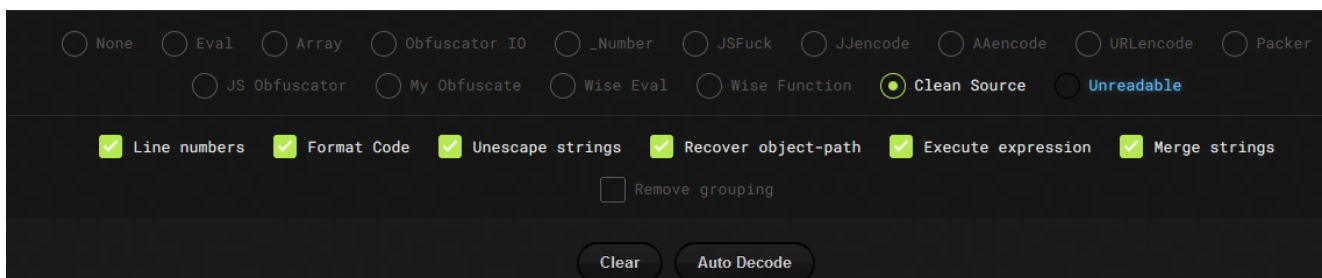 None Eval Array Obfuscator IO _Number JSFuck JJencode AAencode URLencode Packer
JS Obfuscator My Obfuscate Wise Eval Wise Function Clean Source Unreadable
Line numbers Format Code Unescape strings Recover object-path Execute expression Merge strings
Remove grouping
Clear Auto Decode